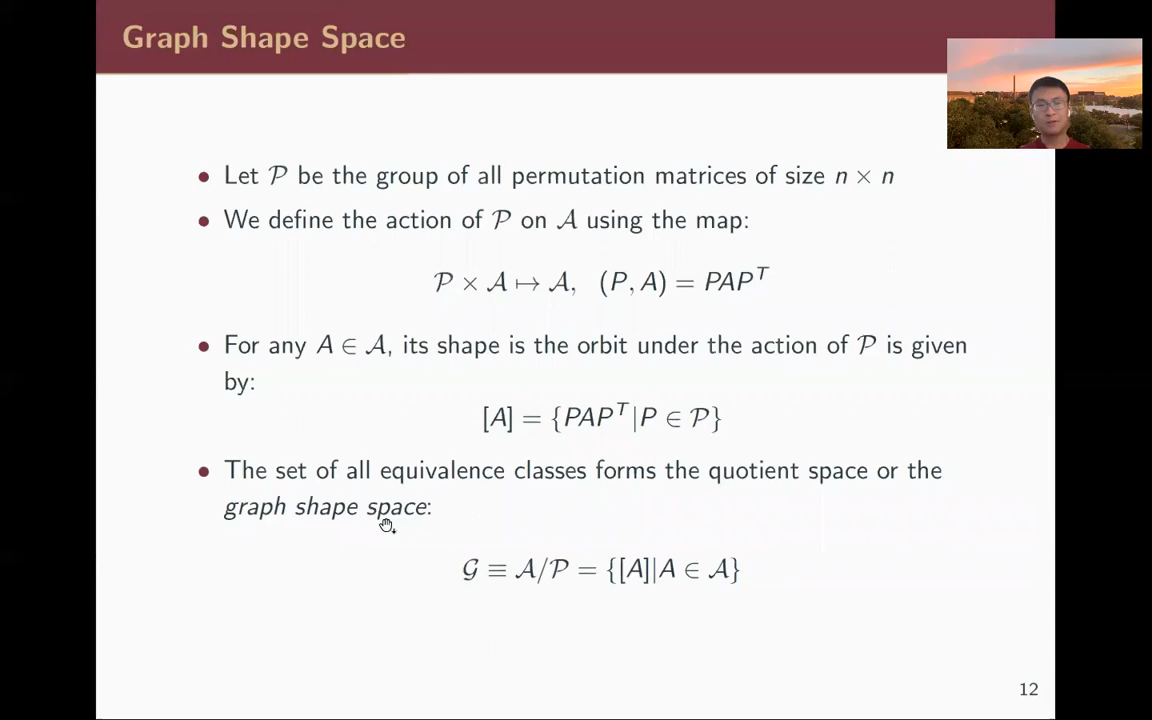 Graph Shape Space
• Let 𝒫 be the group of all permutation matrices of size n × n
• We define the action of 𝒫 on 𝒜 using the map:
𝒫 × 𝒜 ↦ 𝒜, (P, A) = PAPᵀ
• For any A ∈ 𝒜, its shape is the orbit under the action of 𝒫 is given
by:
[A] = {PAPᵀ|P ∈ 𝒫}
• The set of all equivalence classes forms the quotient space or the
graph shape space:
𝒢 ≡ 𝒜/𝒫 = {[A]|A ∈ 𝒜}
12